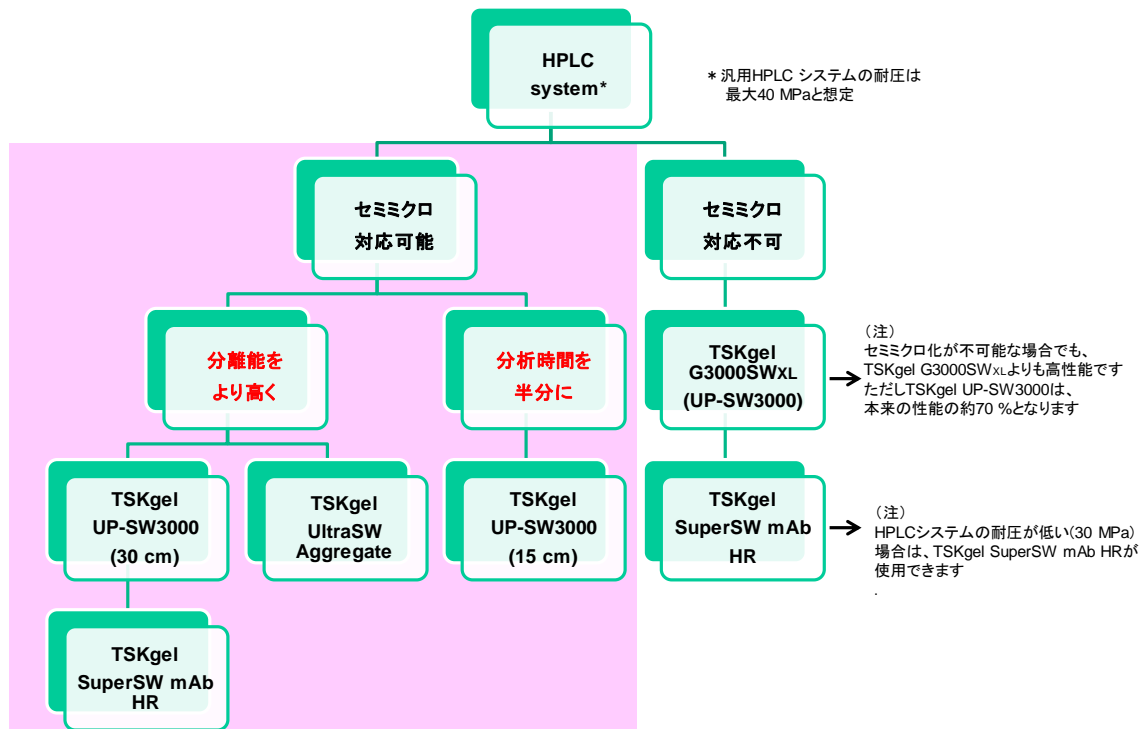 HPLC
system*
* 汎用HPLC システムの耐圧は
最大40 MPaと想定
セミミクロ
対応可能
セミミクロ
対応不可
分離能を
より高く
分析時間を
半分に
TSKgel
G3000SWXL
(UP-SW3000)
(注)
セミミクロ化が不可能な場合でも、
TSKgel G3000SWXLよりも高性能です
ただしTSKgel UP-SW3000は、
本来の性能の約70 %となります
TSKgel
UP-SW3000
(30 cm)
TSKgel
UltraSW
Aggregate
TSKgel
UP-SW3000
(15 cm)
TSKgel
SuperSW mAb
HR
(注)
HPLCシステムの耐圧が低い(30 MPa)
場合は、TSKgel SuperSW mAb HRが
使用できます
.
TSKgel
SuperSW mAb
HR